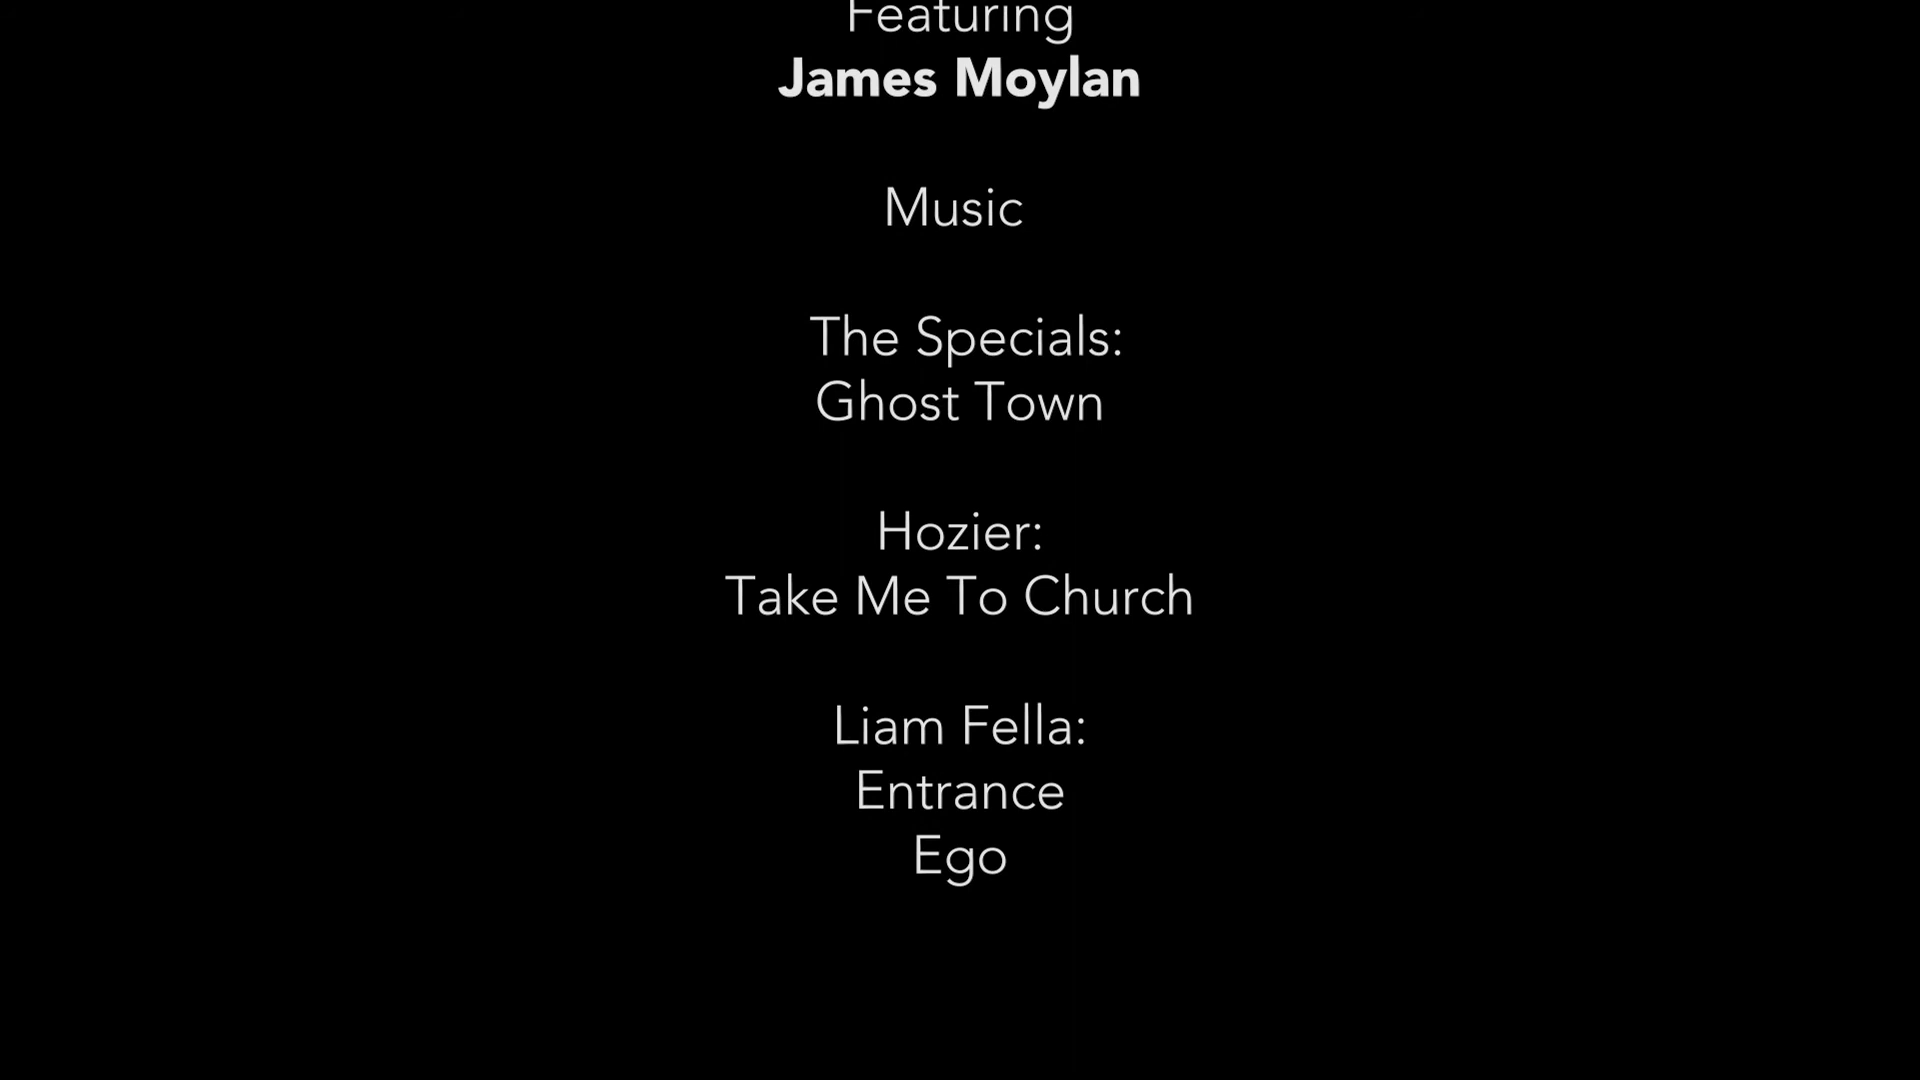 Featuring
James Moylan
Music
The Specials:
Ghost Town
Hozier:
Take Me To Church
Liam Fella:
Entrance
Ego